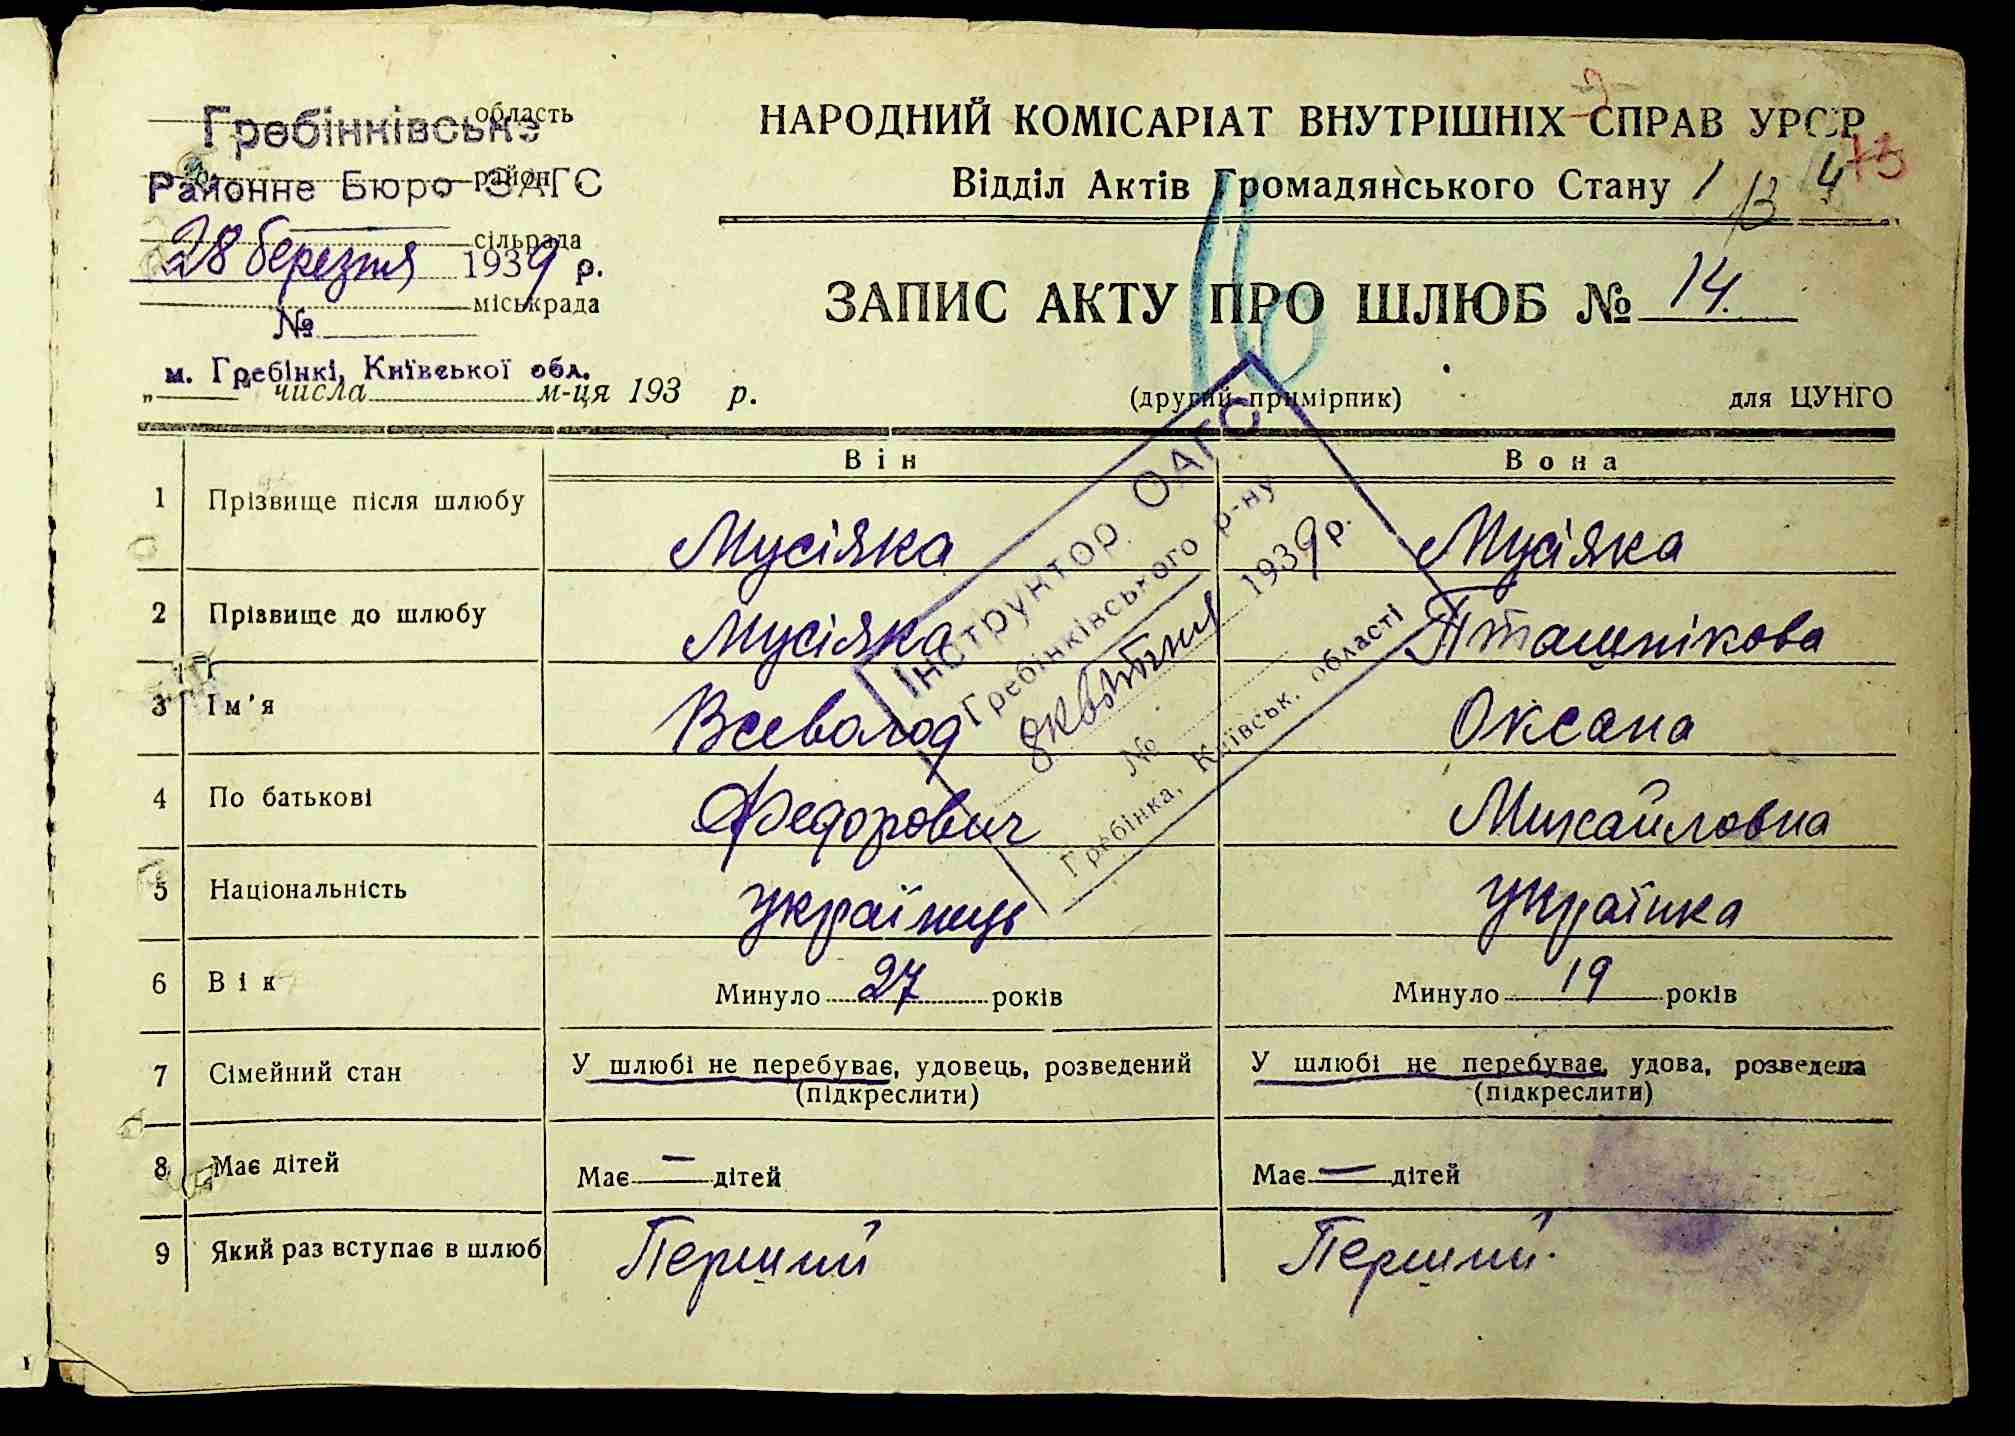 область
Гребінківське
район
Районне Бюро ЗАГС
сільрада
28 березня 1939 р.
міськрада
№
м. Гребінкі, Київської обл.
„ " числа м-ця 193 р.
НАРОДНИЙ КОМІСАРІАТ ВНУТРІШНІХ СПРАВ УРСР
Відділ Актів Громадянського Стану
ЗАПИС АКТУ ПРО ШЛЮБ № 14.
(другий примірник) для ЦУНГО
Він Вона
1 Прізвище після шлюбу Мусіяка Мусіяка
2 Прізвище до шлюбу Мусіяка Пташнікова
3 Ім'я Всеволод Оксана
4 По батькові Федорович Михайловна
5 Національність українець українка
6 Вік Минуло 27 років Минуло 19 років
7 Сімейний стан У шлюбі не перебуває, удовець, розведений У шлюбі не перебуває, удова, розведена
(підкреслити) (підкреслити)
8 Має дітей Має — дітей Має — дітей
9 Який раз вступає в шлюб Перший Перший.
Інструктор ОАГС
Гребінківського р-ну
8 квітня 1939 р.
№
Гребінка, Київськ. області